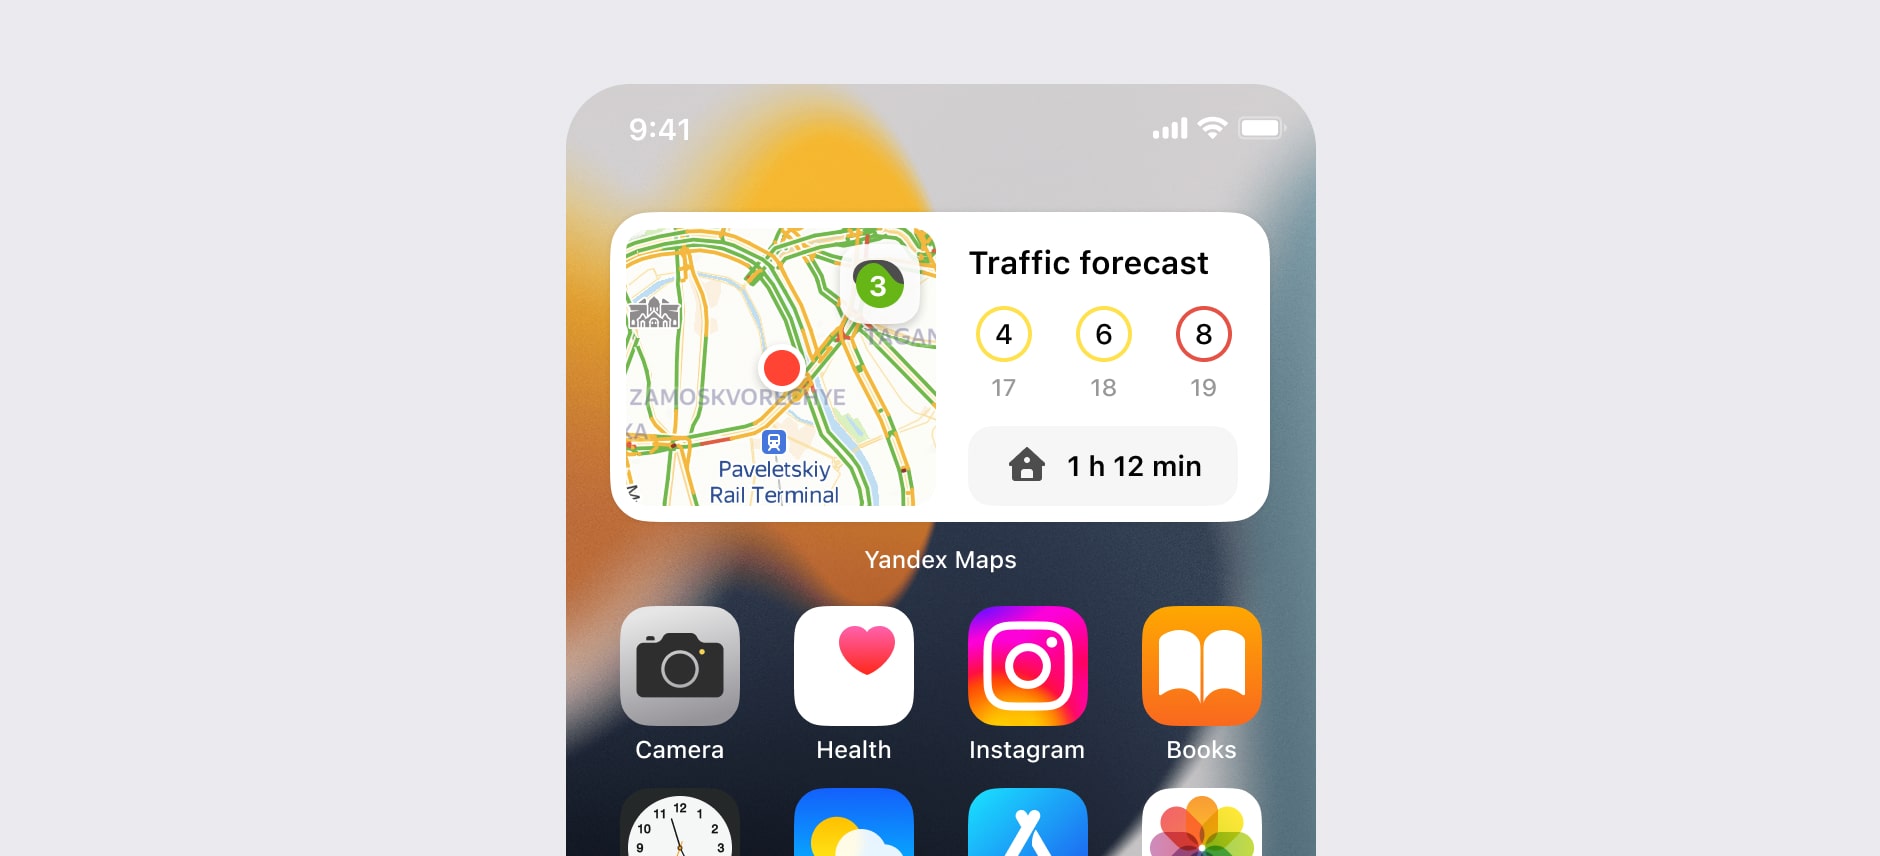 9:41
3
TAGAN
ZAMOSKVORECHYE
KA
Paveletskiy
Rail Terminal
M.
Traffic forecast
4 6 8
17 18 19
1 h 12 min
Yandex Maps
Camera Health Instagram Books
12
11 1
10 2
9 3